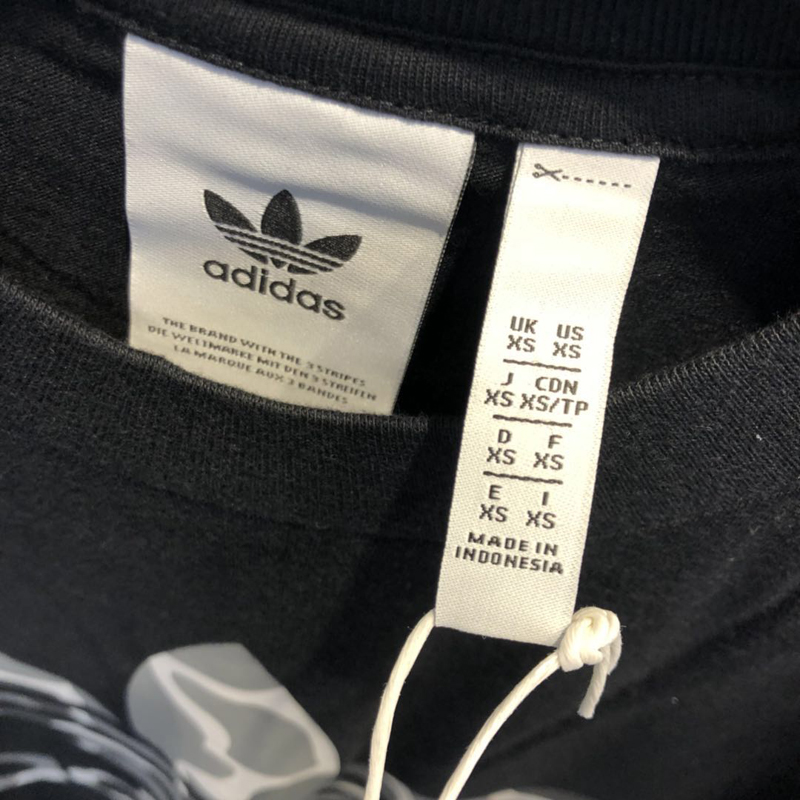 adidas
THE BRAND WITH THE 3 STRIPES
DIE WELTMARKE MIT DEN 3 STREIFEN
LA MARQUE AUX 3 BANDES
UK US
XS XS
J CDN
XS XS/TP
D F
XS XS
E I
XS XS
MADE IN
INDONESIA